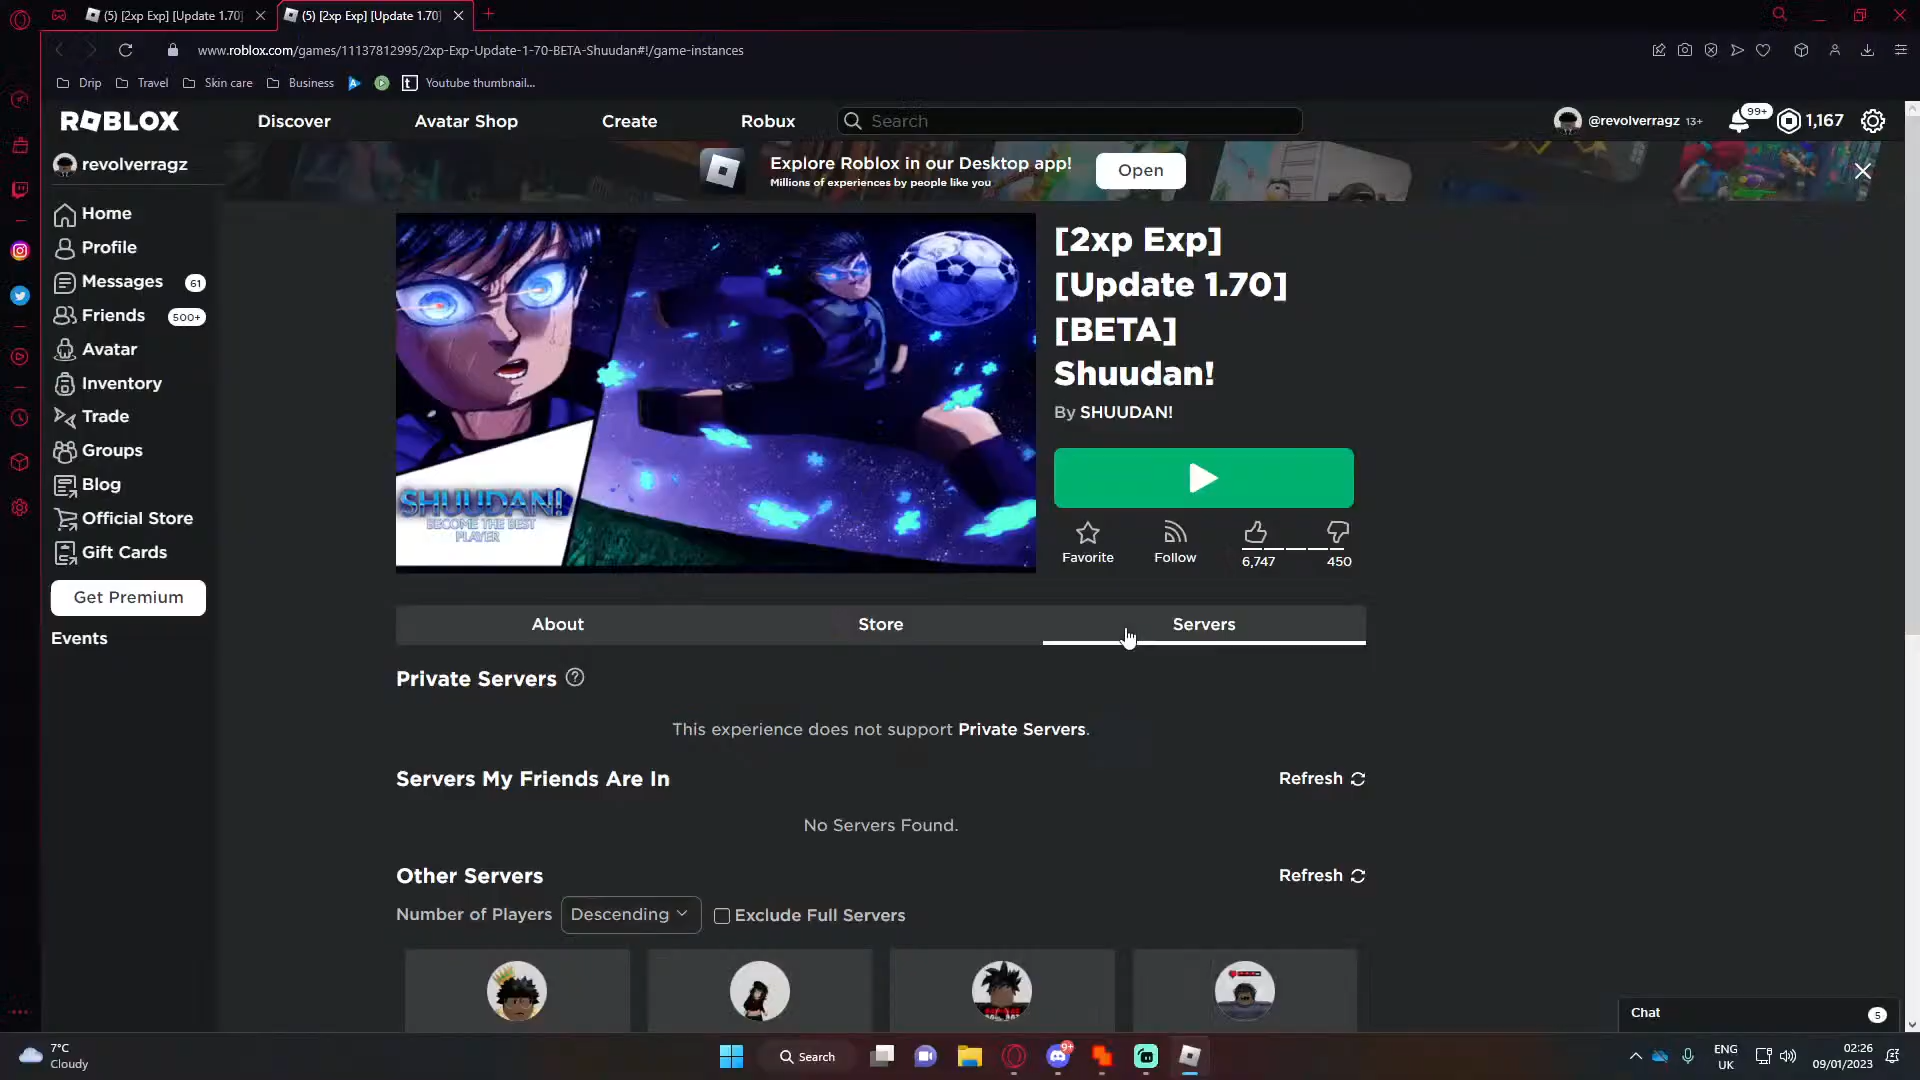 (5) [2xp Exp] [Update 1.70]
(5) [2xp Exp] [Update 1.70]
www.roblox.com/games/11137812995/2xp-Exp-Update-1-70-BETA-Shuudan#!/game-instances
Drip
Travel
Skin care
Business
t
Youtube thumbnail...
ROBLOX
Discover
Avatar Shop
Create
Robux
Search
@revolverragz 13+
99+
1,167
revolverragz
Explore Roblox in our Desktop app!
Millions of experiences by people like you
Open
Home
Profile
Messages 61
Friends 500+
Avatar
Inventory
Trade
Groups
Blog
Official Store
Gift Cards
Get Premium
Events
SHUUDAN!
BECOME THE BEST
PLAYER
[2xp Exp]
[Update 1.70]
[BETA]
Shuudan!
By SHUUDAN!
Favorite
Follow
6,747
450
About
Store
Servers
Private Servers
This experience does not support Private Servers.
Servers My Friends Are In
Refresh
No Servers Found.
Other Servers
Refresh
Number of Players
Descending
Exclude Full Servers
Chat
5
7°C
Cloudy
Search
9+
ENG
UK
02:26
09/01/2023